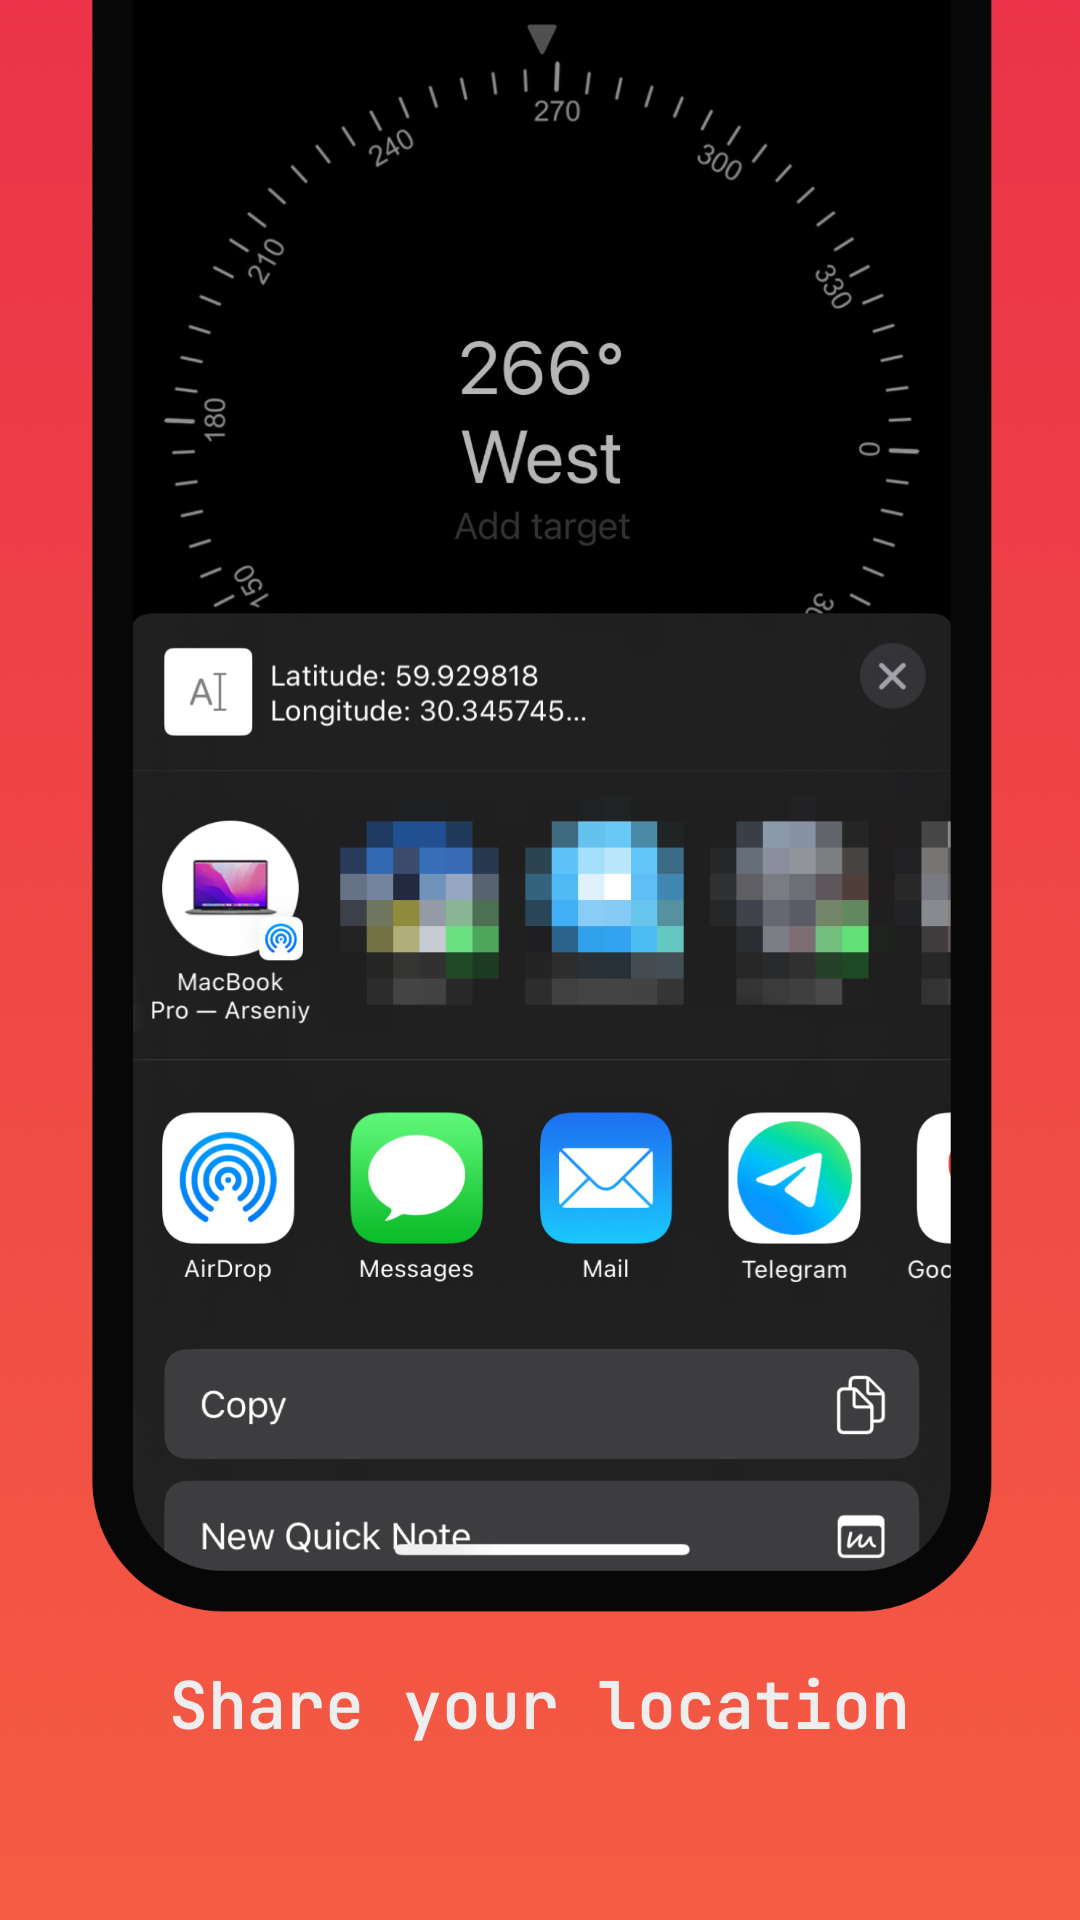 270
240
300
210
330
266°
West
180
0
Add target
150
30
Latitude: 59.929818
Longitude: 30.345745...
AI
MacBook
Pro — Arseniy
AirDrop
Messages
Mail
Telegram
Goo
Copy
New Quick Note
Share your location